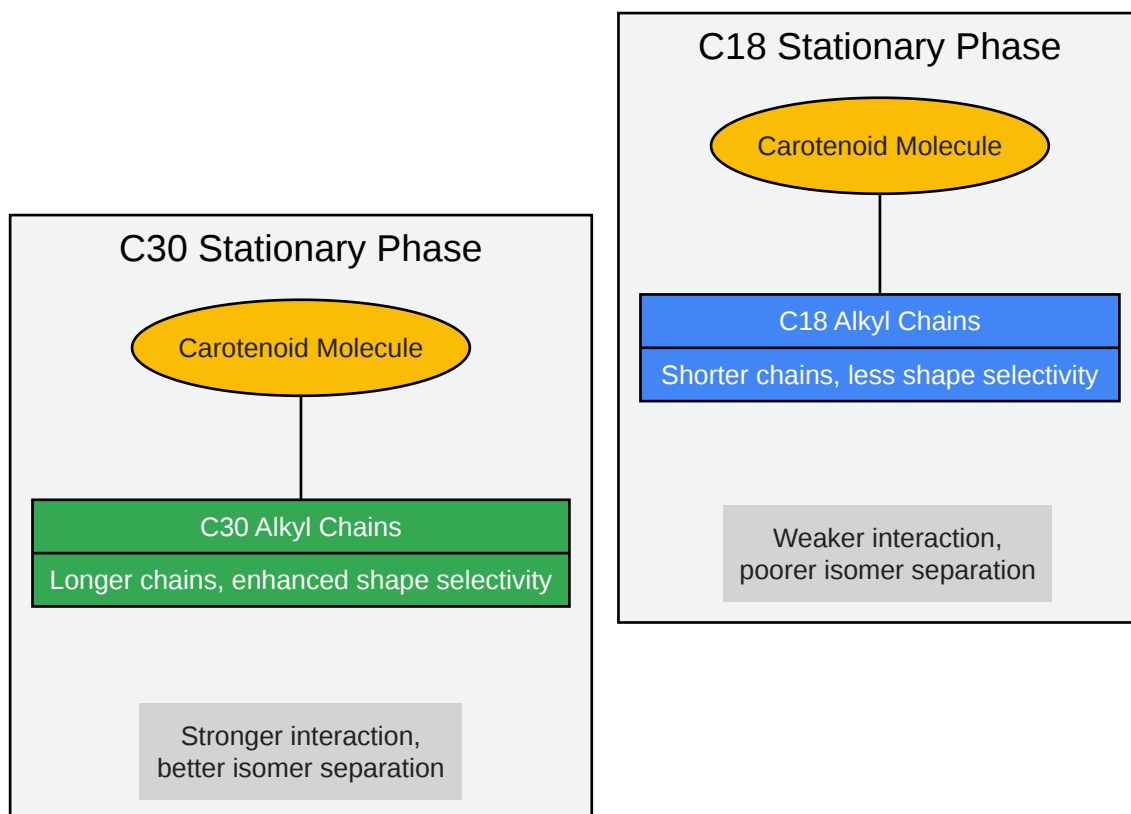 C30 Stationary Phase
Carotenoid Molecule
C30 Alkyl Chains
Longer chains, enhanced shape selectivity
Stronger interaction,
better isomer separation
C18 Stationary Phase
Carotenoid Molecule
C18 Alkyl Chains
Shorter chains, less shape selectivity
Weaker interaction,
poorer isomer separation